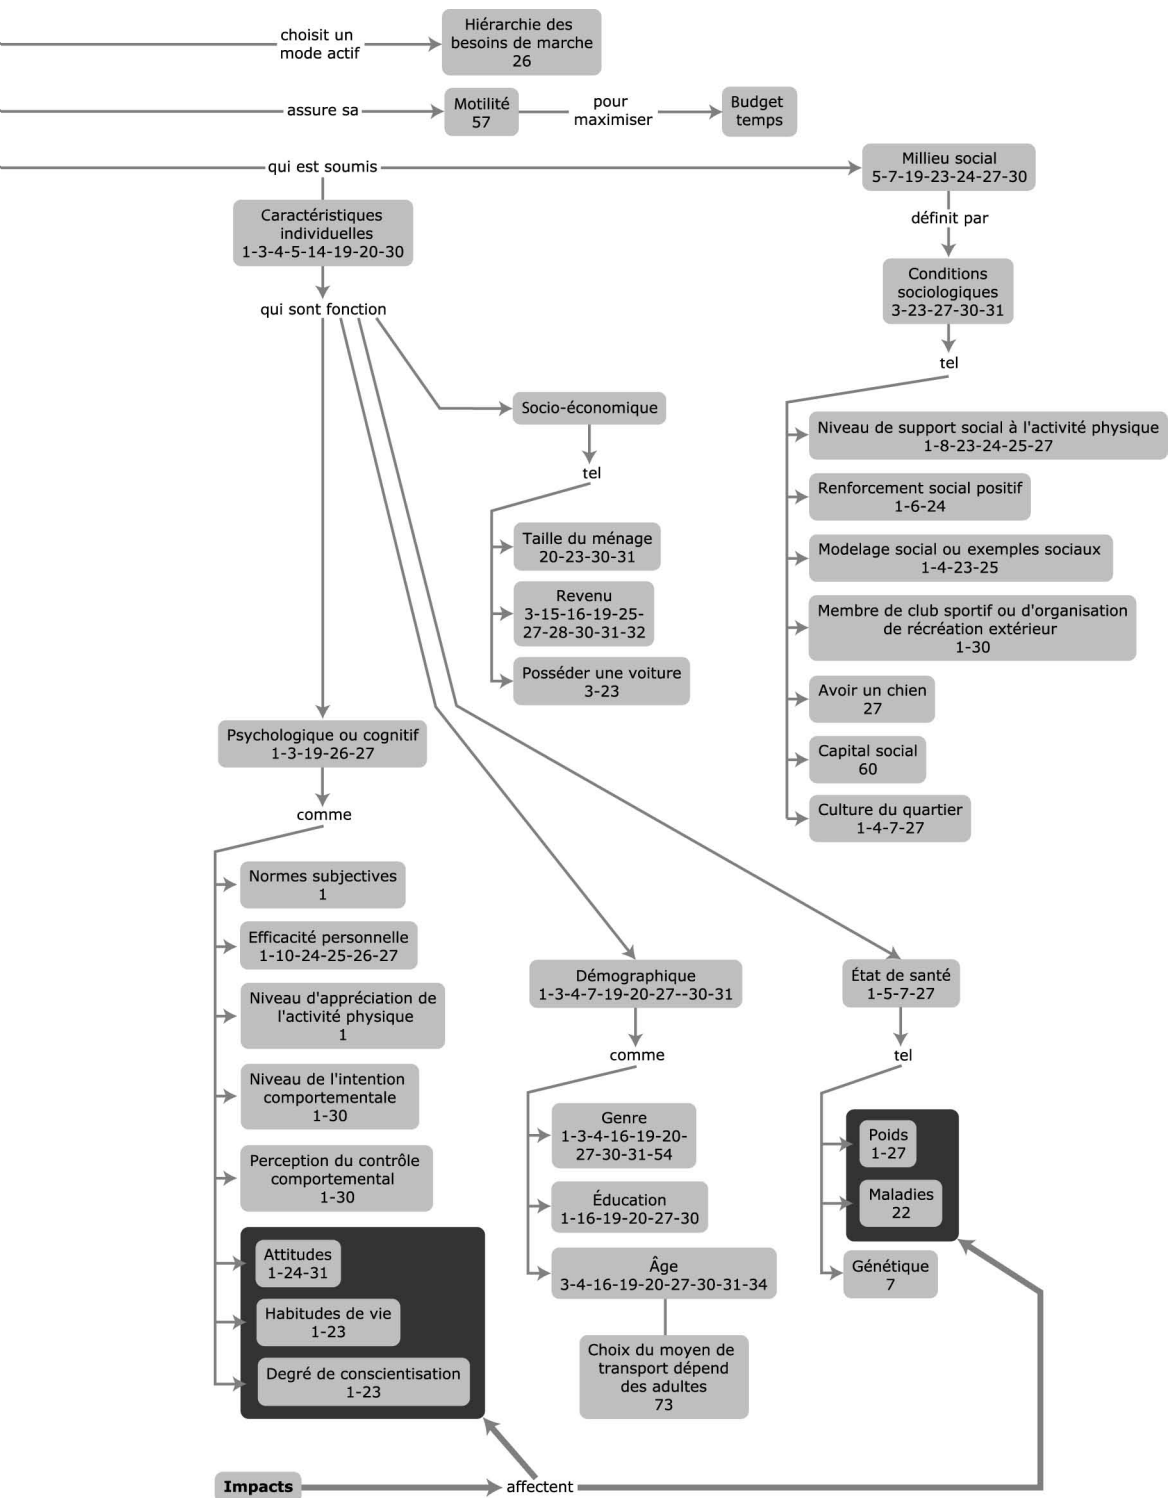 choisit un
mode actif
Hiérarchie des
besoins de marche
26
assure sa
Motilité
57
pour
maximiser
Budget
temps
qui est soumis
Millieu social
5-7-19-23-24-27-30
Caractéristiques
individuelles
1-3-4-5-14-19-20-30
définit par
Conditions
sociologiques
3-23-27-30-31
qui sont fonction
tel
Socio-économique
tel
Taille du ménage
20-23-30-31
Revenu
3-15-16-19-25-
27-28-30-31-32
Posséder une voiture
3-23
Niveau de support social à l'activité physique
1-8-23-24-25-27
Renforcement social positif
1-6-24
Modelage social ou exemples sociaux
1-4-23-25
Membre de club sportif ou d'organisation
de récréation extérieur
1-30
Avoir un chien
27
Capital social
60
Culture du quartier
1-4-7-27
Psychologique ou cognitif
1-3-19-26-27
comme
Normes subjectives
1
Efficacité personnelle
1-10-24-25-26-27
Niveau d'appréciation de
l'activité physique
1
Niveau de l'intention
comportementale
1-30
Perception du contrôle
comportemental
1-30
Attitudes
1-24-31
Habitudes de vie
1-23
Degré de conscientisation
1-23
Démographique
1-3-4-7-19-20-27--30-31
comme
Genre
1-3-4-16-19-20-
27-30-31-54
Éducation
1-16-19-20-27-30
Âge
3-4-16-19-20-27-30-31-34
Choix du moyen de
transport dépend
des adultes
73
État de santé
1-5-7-27
tel
Poids
1-27
Maladies
22
Génétique
7
Impacts
affectent